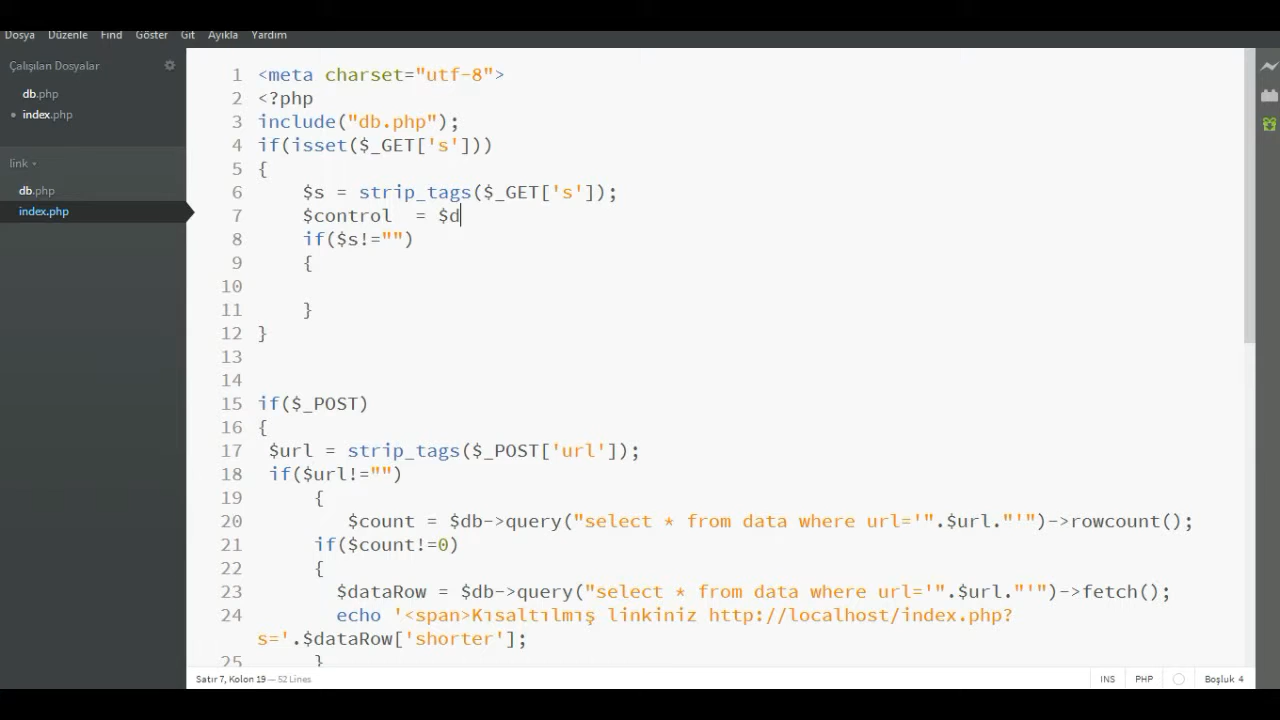 Dosya Düzenle Find Göster Git Ayıkla Yardım
Çalışılan Dosyalar
db.php
index.php
link
db.php
index.php
1 <meta charset="utf-8">
2 <?php
3 include("db.php");
4 if(isset($_GET['s']))
5 {
6 $s = strip_tags($_GET['s']);
7 $control  = $d
8 if($s!="")
9 {
10
11 }
12 }
13
14
15 if($_POST)
16 {
17 $url = strip_tags($_POST['url']);
18 if($url!="")
19 {
20 $count = $db->query("select * from data where url='".$url."'")->rowcount();
21 if($count!=0)
22 {
23 $dataRow = $db->query("select * from data where url='".$url."'")->fetch();
24 echo '<span>Kısaltılmış linkiniz http://localhost/index.php?
s='.$dataRow['shorter'];
25 }
Satır 7, Kolon 19 — 52 Lines
INS PHP Boşluk 4